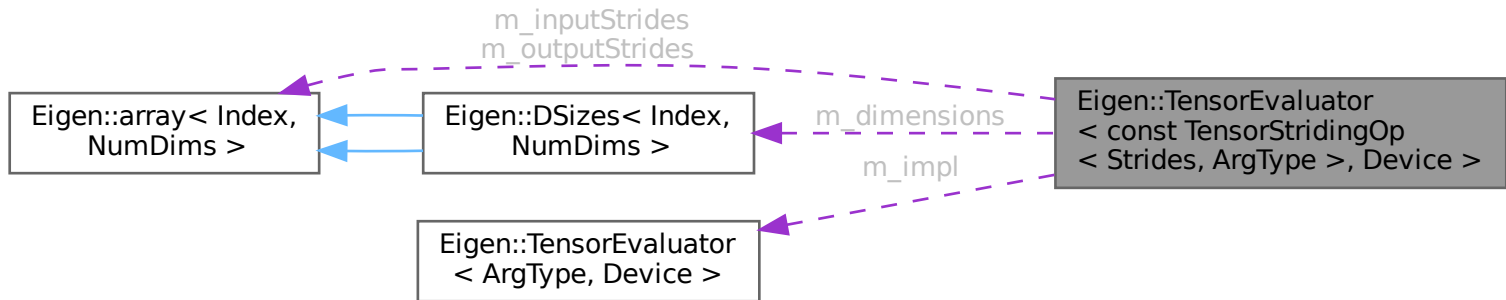 m_inputStrides
m_outputStrides
Eigen::array< Index,
NumDims >
Eigen::DSizes< Index,
NumDims >
m_dimensions
Eigen::TensorEvaluator
< const TensorStridingOp
< Strides, ArgType >, Device >
m_impl
Eigen::TensorEvaluator
< ArgType, Device >